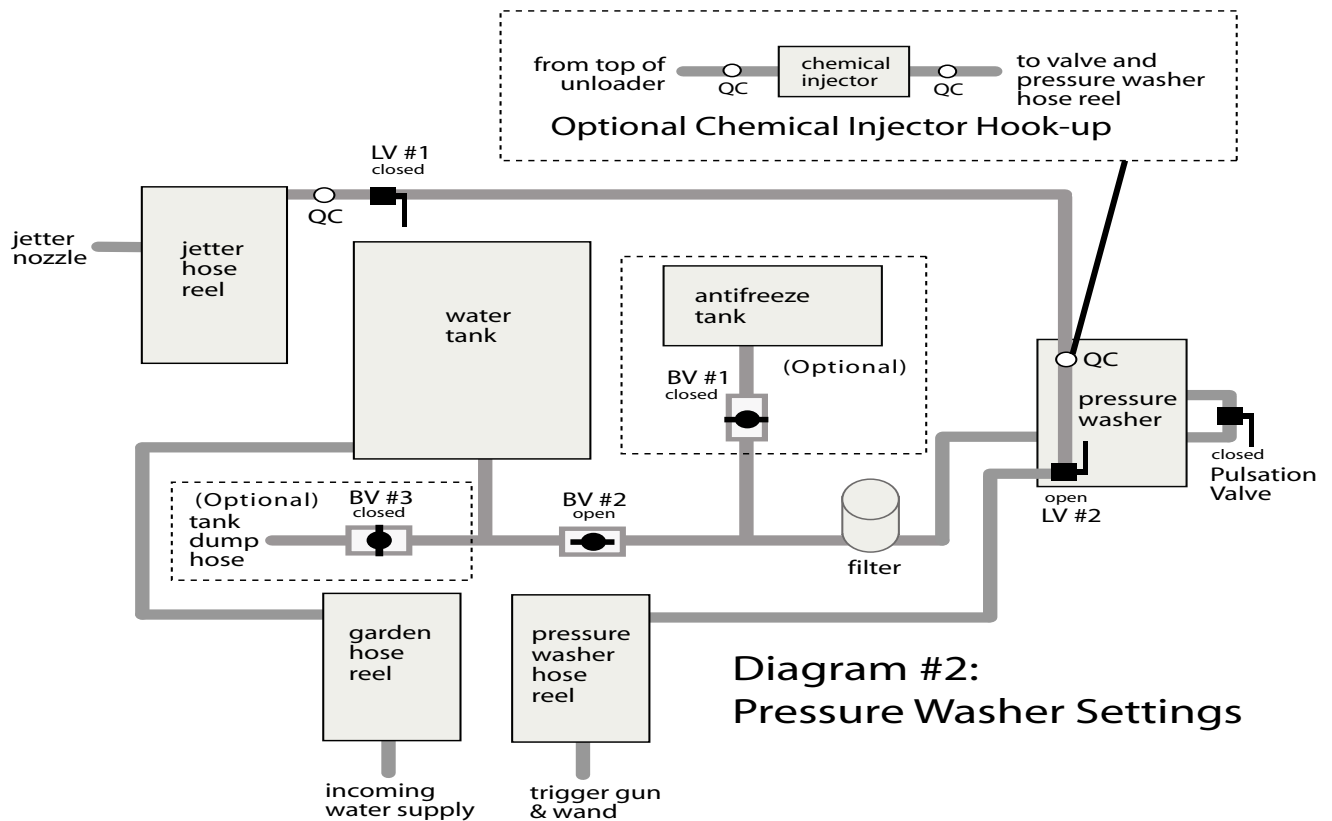 from top of
unloader
QC
chemical
injector
QC
to valve and
pressure washer
hose reel
Optional Chemical Injector Hook-up
LV #1
closed
QC
jetter
nozzle
jetter
hose
reel
water
tank
antifreeze
tank
(Optional)
BV #1
closed
QC
pressure
washer
closed
Pulsation
Valve
open
LV #2
(Optional)
tank
dump
hose
BV #3
closed
BV #2
open
filter
garden
hose
reel
pressure
washer
hose
reel
incoming
water supply
trigger gun
& wand
Diagram #2:
Pressure Washer Settings